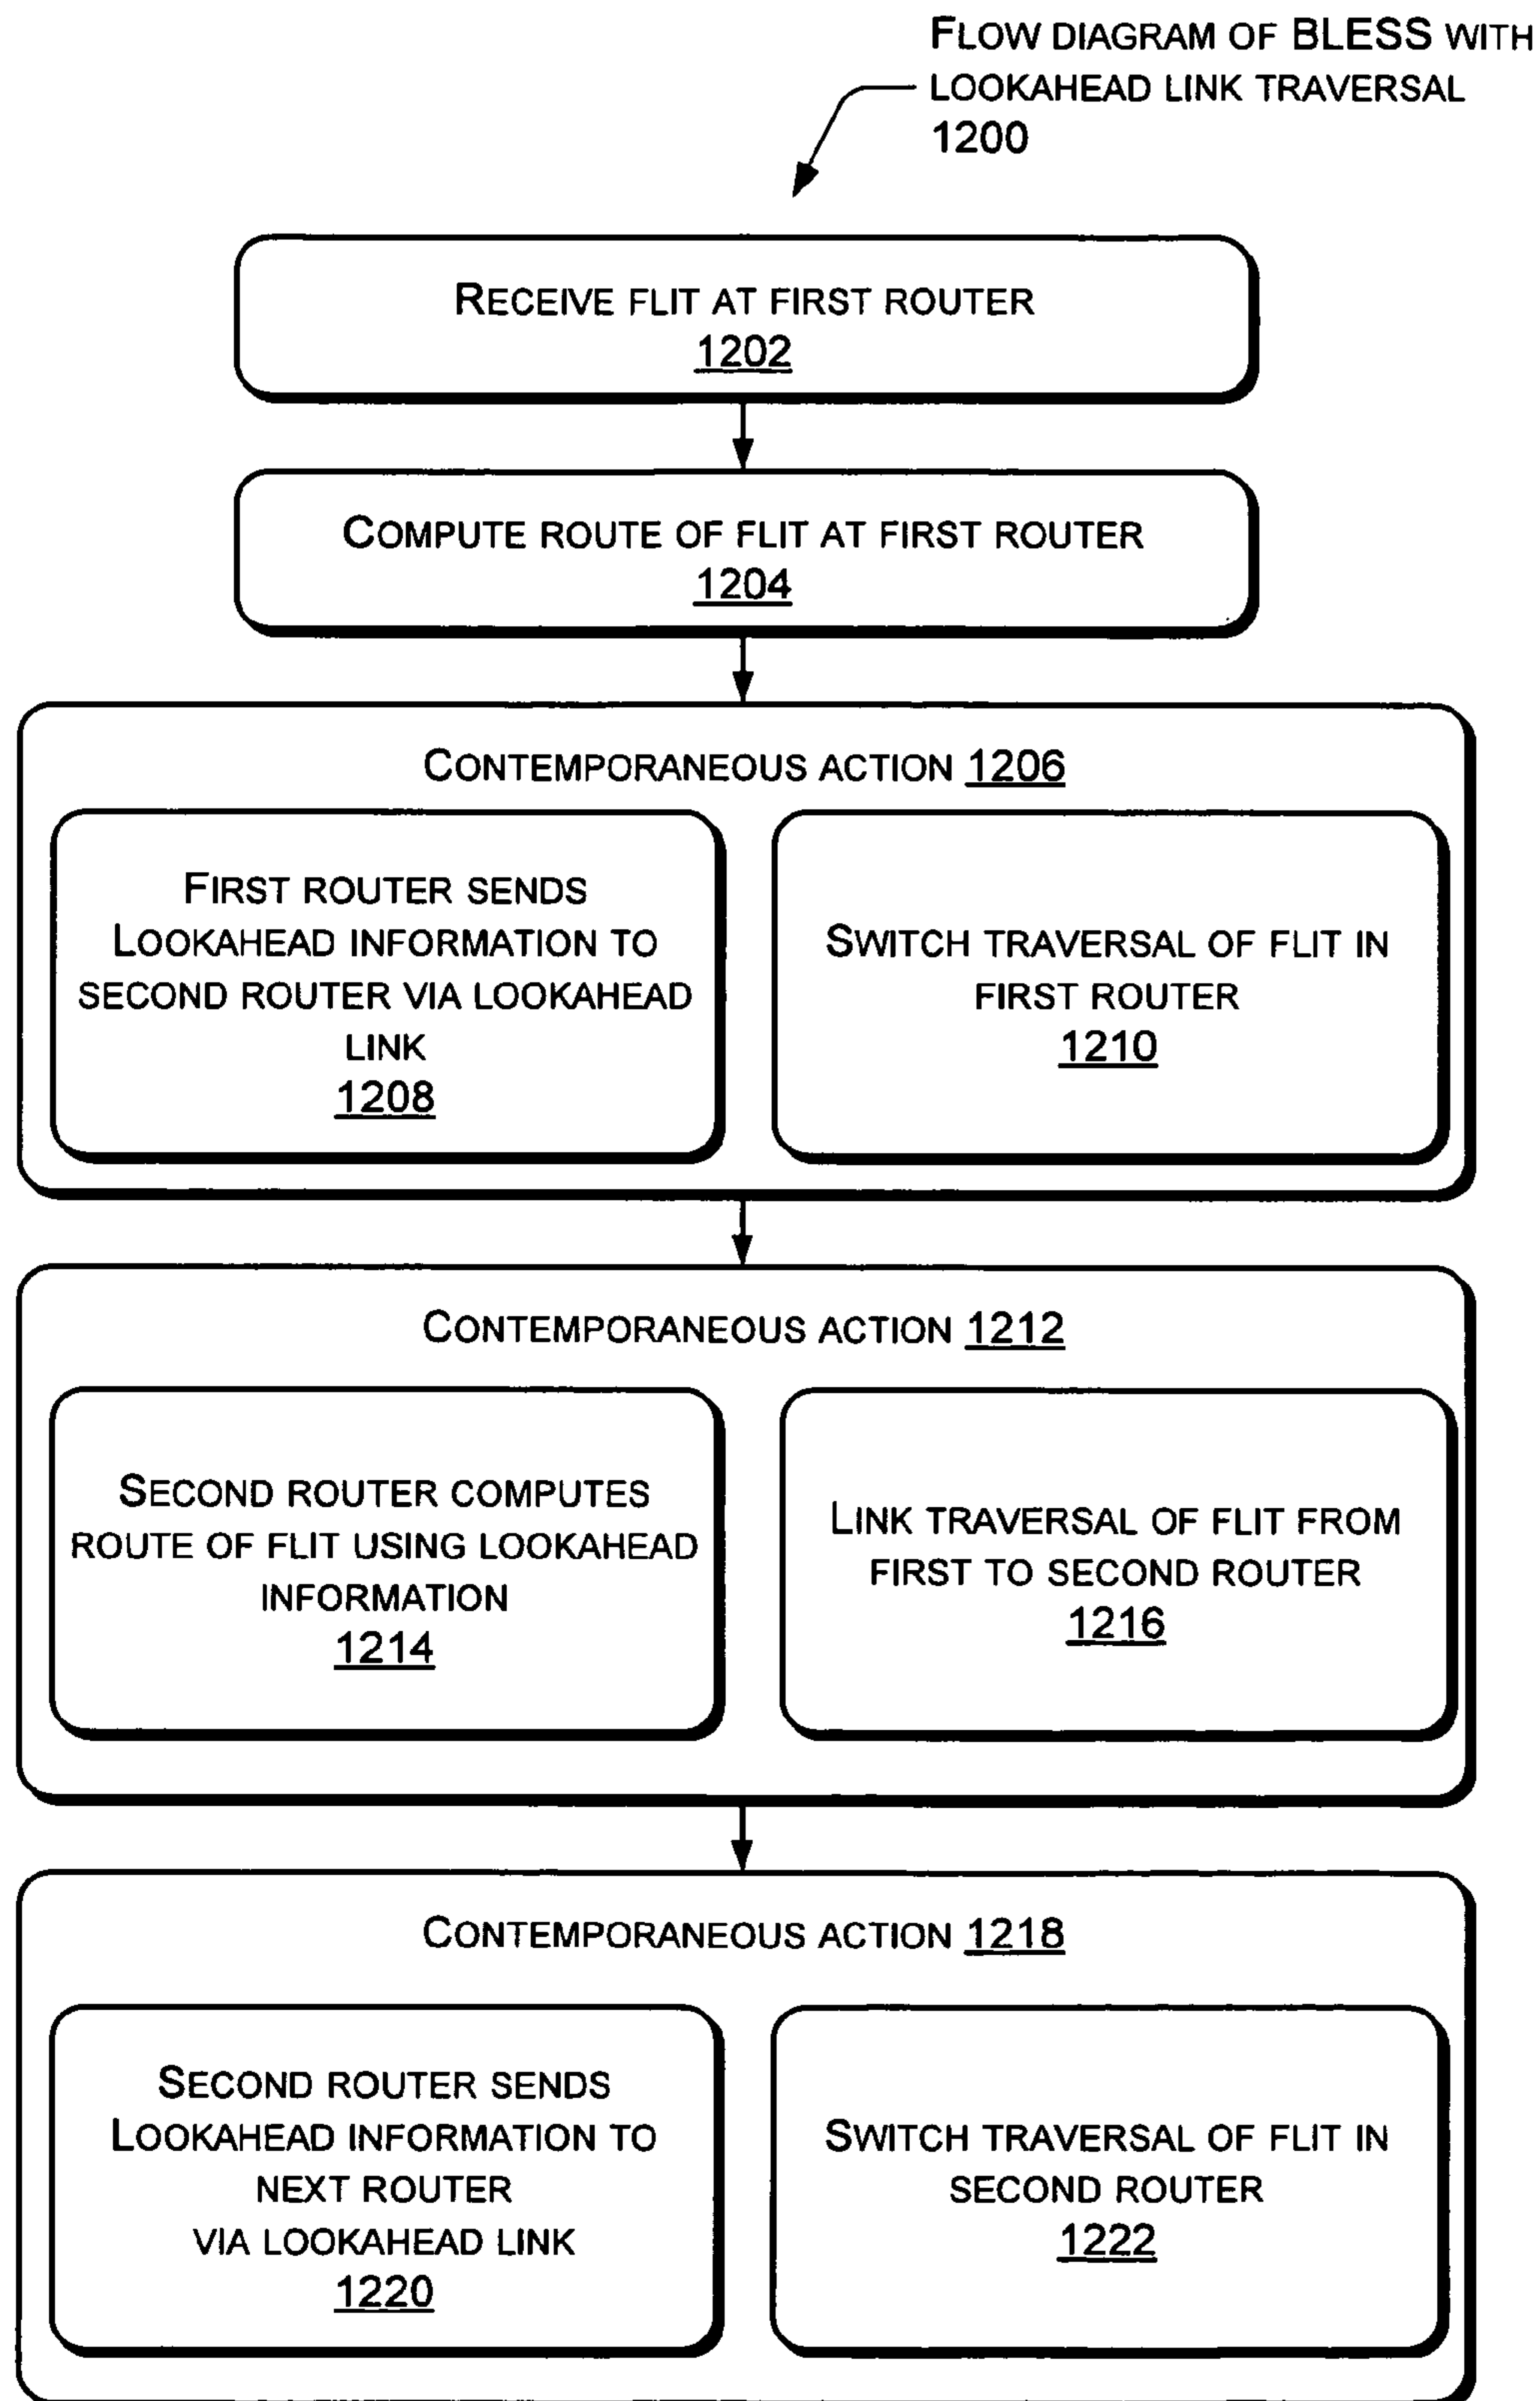 FLOW DIAGRAM OF BLESS WITH
LOOKAHEAD LINK TRAVERSAL
1200
RECEIVE FLIT AT FIRST ROUTER
1202
COMPUTE ROUTE OF FLIT AT FIRST ROUTER
1204
CONTEMPORANEOUS ACTION 1206
FIRST ROUTER SENDS
LOOKAHEAD INFORMATION TO
SECOND ROUTER VIA LOOKAHEAD
LINK
1208
SWITCH TRAVERSAL OF FLIT IN
FIRST ROUTER
1210
CONTEMPORANEOUS ACTION 1212
SECOND ROUTER COMPUTES
ROUTE OF FLIT USING LOOKAHEAD
INFORMATION
1214
LINK TRAVERSAL OF FLIT FROM
FIRST TO SECOND ROUTER
1216
CONTEMPORANEOUS ACTION 1218
SECOND ROUTER SENDS
LOOKAHEAD INFORMATION TO
NEXT ROUTER
VIA LOOKAHEAD LINK
1220
SWITCH TRAVERSAL OF FLIT IN
SECOND ROUTER
1222